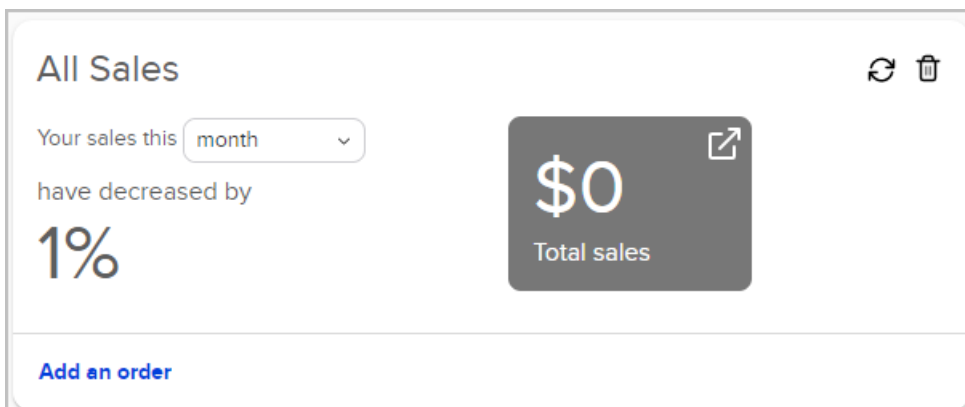 All Sales
Your sales this month
have decreased by
1%
$0
Total sales
Add an order